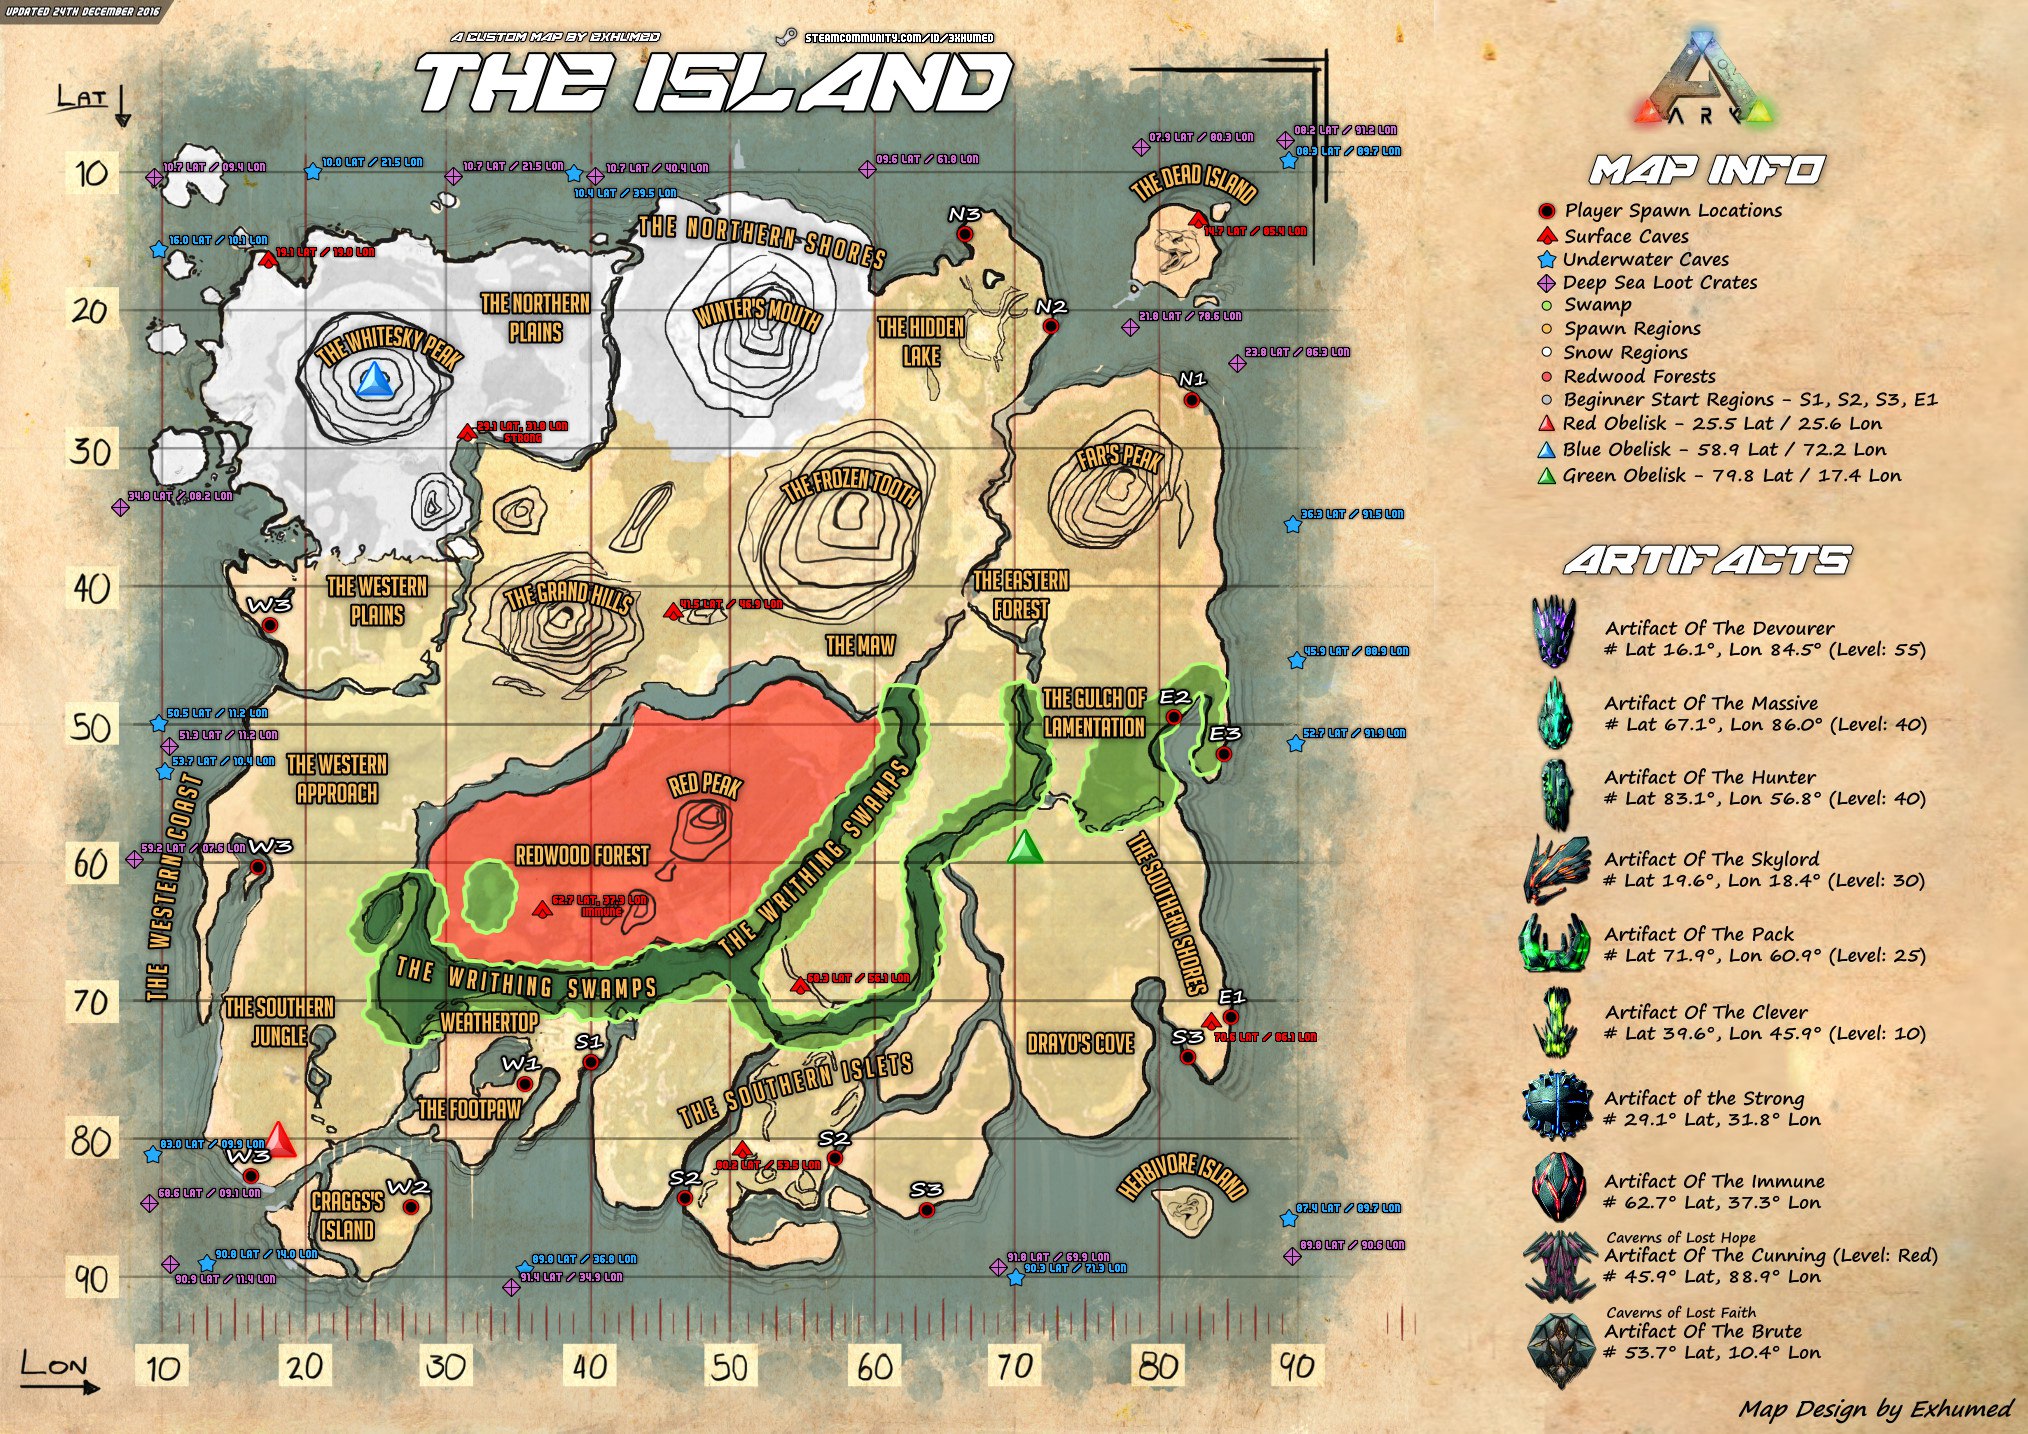 UPDATED 24TH DECEMBER 2016
A CUSTOM MAP BY EXHUMED
STEAMCOMMUNITY.COM/ID/3XHUMED
THE ISLAND
LAT
10
20
30
40
50
60
70
80
90
LON
10
20
30
40
50
60
70
80
90
10.7 LAT / 09.4 LON
10.0 LAT / 21.5 LON
10.7 LAT / 21.5 LON
10.7 LAT / 40.4 LON
10.4 LAT / 39.5 LON
09.6 LAT / 61.0 LON
07.9 LAT / 80.3 LON
08.2 LAT / 91.2 LON
08.3 LAT / 89.7 LON
THE DEAD ISLAND
14.7 LAT / 85.4 LON
16.0 LAT / 10.1 LON
19.1 LAT / 19.0 LON
THE NORTHERN SHORES
N3
N2
N1
THE NORTHERN
PLAINS
THE WHITESKY PEAK
WINTER'S MOUTH
THE HIDDEN
LAKE
21.0 LAT / 78.6 LON
23.0 LAT / 86.3 LON
29.1 LAT, 31.8 LON
STRONG
34.0 LAT / 08.2 LON
THE FROZEN TOOTH
FAR'S PEAK
36.3 LAT / 91.5 LON
THE WESTERN
PLAINS
W3
THE GRAND HILLS
41.5 LAT / 46.9 LON
THE EASTERN
FOREST
THE MAW
45.9 LAT / 88.9 LON
THE GULCH OF
LAMENTATION
E2
E3
50.5 LAT / 11.2 LON
51.3 LAT / 11.2 LON
53.7 LAT / 10.4 LON
52.7 LAT / 91.9 LON
THE WESTERN
APPROACH
THE WESTERN COAST
RED PEAK
REDWOOD FOREST
THE WRITHING SWAMPS
59.2 LAT / 07.6 LON
W3
62.7 LAT, 37.3 LON
IMMUNE
THE SOUTHERN SHORES
THE WRITHING SWAMPS
68.3 LAT / 56.1 LON
THE SOUTHERN
JUNGLE
WEATHERTOP
S1
W1
THE FOOTPAW
THE SOUTHERN ISLETS
DRAYO'S COVE
E1
S3
70.6 LAT / 86.1 LON
83.0 LAT / 09.9 LON
W3
80.2 LAT / 53.5 LON
S2
S2
S3
HERBIVORE ISLAND
CRAGGS'S
ISLAND
W2
68.6 LAT / 09.1 LON
87.4 LAT / 89.7 LON
89.0 LAT / 90.6 LON
90.0 LAT / 14.0 LON
90.9 LAT / 11.4 LON
89.8 LAT / 36.0 LON
91.4 LAT / 34.9 LON
91.0 LAT / 69.9 LON
90.3 LAT / 71.3 LON
ARK
MAP INFO
Player Spawn Locations
Surface Caves
Underwater Caves
Deep Sea Loot Crates
Swamp
Spawn Regions
Snow Regions
Redwood Forests
Beginner Start Regions - S1, S2, S3, E1
Red Obelisk - 25.5 Lat / 25.6 Lon
Blue Obelisk - 58.9 Lat / 72.2 Lon
Green Obelisk - 79.8 Lat / 17.4 Lon
ARTIFACTS
Artifact Of The Devourer
# Lat 16.1°, Lon 84.5° (Level: 55)
Artifact Of The Massive
# Lat 67.1°, Lon 86.0° (Level: 40)
Artifact Of The Hunter
# Lat 83.1°, Lon 56.8° (Level: 40)
Artifact Of The Skylord
# Lat 19.6°, Lon 18.4° (Level: 30)
Artifact Of The Pack
# Lat 71.9°, Lon 60.9° (Level: 25)
Artifact Of The Clever
# Lat 39.6°, Lon 45.9° (Level: 10)
Artifact of the Strong
# 29.1° Lat, 31.8° Lon
Artifact Of The Immune
# 62.7° Lat, 37.3° Lon
Caverns of Lost Hope
Artifact Of The Cunning (Level: Red)
# 45.9° Lat, 88.9° Lon
Caverns of Lost Faith
Artifact Of The Brute
# 53.7° Lat, 10.4° Lon
Map Design by Exhumed